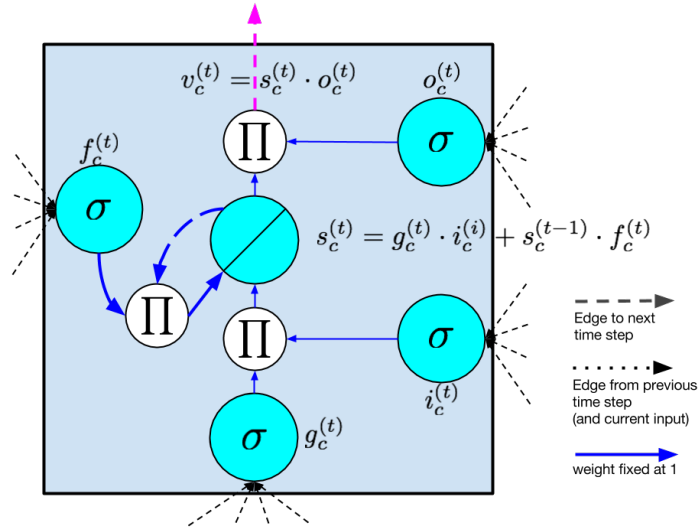 v_c^{(t)} = s_c^{(t)} · o_c^{(t)}
o_c^{(t)}
∏
σ
f_c^{(t)}
σ
s_c^{(t)} = g_c^{(t)} · i_c^{(i)} + s_c^{(t-1)} · f_c^{(t)}
∏
∏
σ
i_c^{(t)}
σ
g_c^{(t)}
Edge to next
time step
Edge from previous
time step
(and current input)
weight fixed at 1